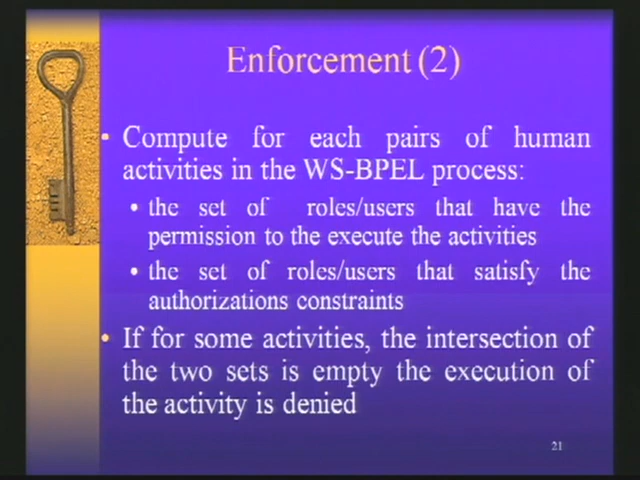 Enforcement (2)
• Compute for each pairs of human
activities in the WS-BPEL process:
• the set of roles/users that have the
permission to the execute the activities
• the set of roles/users that satisfy the
authorizations constraints
• If for some activities, the intersection of
the two sets is empty the execution of
the activity is denied
21